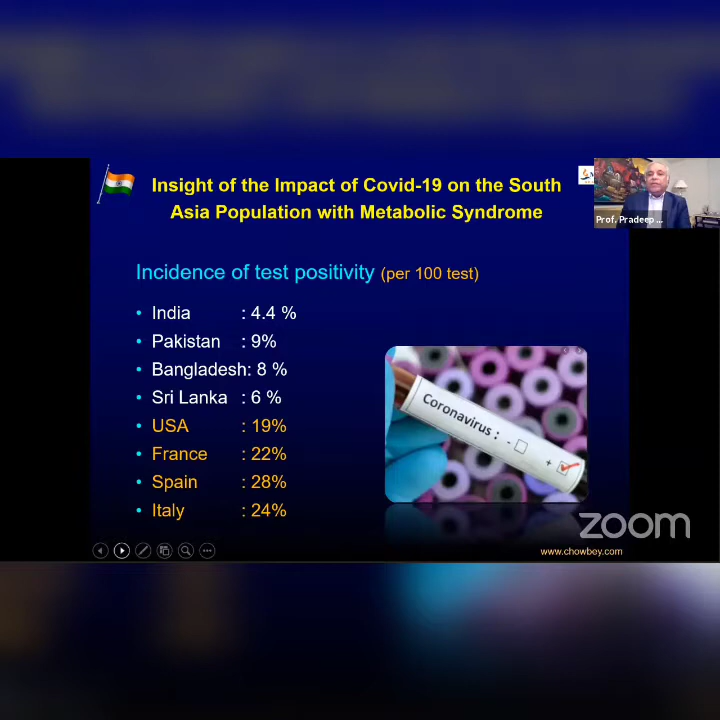 Insight of the Impact of Covid-19 on the South
Asia Population with Metabolic Syndrome
Prof. Pradeep ...
Incidence of test positivity (per 100 test)
• India : 4.4 %
• Pakistan : 9%
• Bangladesh: 8 %
• Sri Lanka : 6 %
• USA : 19%
• France : 22%
• Spain : 28%
• Italy : 24%
Coronavirus : -
+
zoom
www.chowbey.com